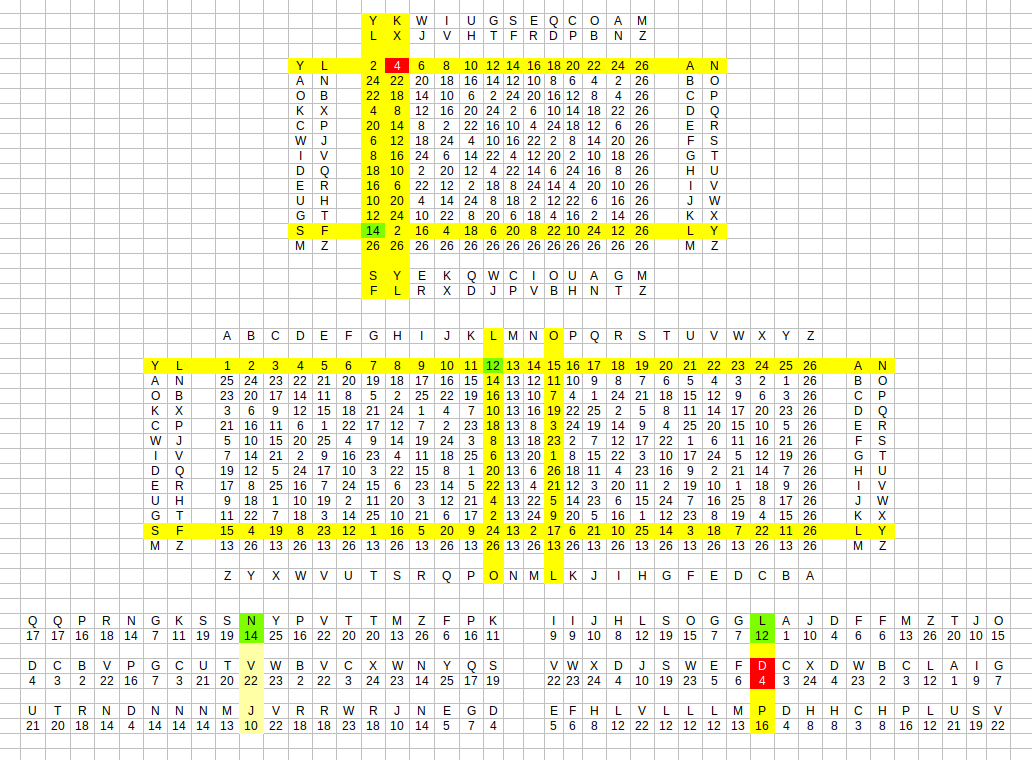 Y K W I U G S E Q C O A M
L X J V H T F R D P B N Z
Y L 2 4 6 8 10 12 14 16 18 20 22 24 26 A N
A N 24 22 20 18 16 14 12 10 8 6 4 2 26 B O
O B 22 18 14 10 6 2 24 20 16 12 8 4 26 C P
K X 4 8 12 16 20 24 2 6 10 14 18 22 26 D Q
C P 20 14 8 2 22 16 10 4 24 18 12 6 26 E R
W J 6 12 18 24 4 10 16 22 2 8 14 20 26 F S
I V 8 16 24 6 14 22 4 12 20 2 10 18 26 G T
D Q 18 10 2 20 12 4 22 14 6 24 16 8 26 H U
E R 16 6 22 12 2 18 8 24 14 4 20 10 26 I V
U H 10 20 4 14 24 8 18 2 12 22 6 16 26 J W
G T 12 24 10 22 8 20 6 18 4 16 2 14 26 K X
S F 14 2 16 4 18 6 20 8 22 10 24 12 26 L Y
M Z 26 26 26 26 26 26 26 26 26 26 26 26 26 M Z
S Y E K Q W C I O U A G M
F L R X D J P V B H N T Z
A B C D E F G H I J K L M N O P Q R S T U V W X Y Z
Y L 1 2 3 4 5 6 7 8 9 10 11 12 13 14 15 16 17 18 19 20 21 22 23 24 25 26 A N
A N 25 24 23 22 21 20 19 18 17 16 15 14 13 12 11 10 9 8 7 6 5 4 3 2 1 26 B O
O B 23 20 17 14 11 8 5 2 25 22 19 16 13 10 7 4 1 24 21 18 15 12 9 6 3 26 C P
K X 3 6 9 12 15 18 21 24 1 4 7 10 13 16 19 22 25 2 5 8 11 14 17 20 23 26 D Q
C P 21 16 11 6 1 22 17 12 7 2 23 18 13 8 3 24 19 14 9 4 25 20 15 10 5 26 E R
W J 5 10 15 20 25 4 9 14 19 24 3 8 13 18 23 2 7 12 17 22 1 6 11 16 21 26 F S
I V 7 14 21 2 9 16 23 4 11 18 25 6 13 20 1 8 15 22 3 10 17 24 5 12 19 26 G T
D Q 19 12 5 24 17 10 3 22 15 8 1 20 13 6 26 18 11 4 23 16 9 2 21 14 7 26 H U
E R 17 8 25 16 7 24 15 6 23 14 5 22 13 4 21 12 3 20 11 2 19 10 1 18 9 26 I V
U H 9 18 1 10 19 2 11 20 3 12 21 4 13 22 5 14 23 6 15 24 7 16 25 8 17 26 J W
G T 11 22 7 18 3 14 25 10 21 6 17 2 13 24 9 20 5 16 1 12 23 8 19 4 15 26 K X
S F 15 4 19 8 23 12 1 16 5 20 9 24 13 2 17 6 21 10 25 14 3 18 7 22 11 26 L Y
M Z 13 26 13 26 13 26 13 26 13 26 13 26 13 26 13 26 13 26 13 26 13 26 13 26 13 26 M Z
Z Y X W V U T S R Q P O N M L K J I H G F E D C B A
Q Q P R N G K S S N Y P V T T M Z F P K I I J H L S O G G L A J D F F M Z T J O
17 17 16 18 14 7 11 19 19 14 25 16 22 20 20 13 26 6 16 11 9 9 10 8 12 19 15 7 7 12 1 10 4 6 6 13 26 20 10 15
D C B V P G C U T V W B V C X W N Y Q S V W X D J S W E F D C X D W B C L A I G
4 3 2 22 16 7 3 21 20 22 23 2 22 3 24 23 14 25 17 19 22 23 24 4 10 19 23 5 6 4 3 24 4 23 2 3 12 1 9 7
U T R N D N N N M J V R R W R J N E G D E F H L V L L L M P D H H C H P L U S V
21 20 18 14 4 14 14 14 13 10 22 18 18 23 18 10 14 5 7 4 5 6 8 12 22 12 12 12 13 16 4 8 8 3 8 16 12 21 19 22